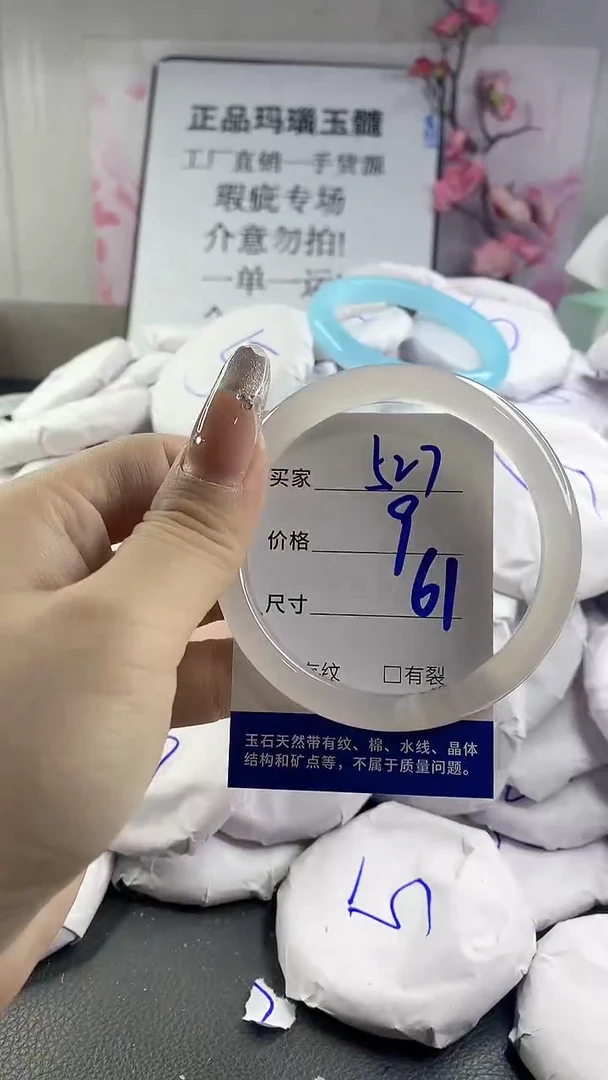 正品玛瑙玉髓
工厂直销一手货源
瑕疵专场
介意勿拍!
一单一运!
买家 527
价格 9
尺寸 61
纹 □有裂
玉石天然带有纹、棉、水线、晶体
结构和矿点等，不属于质量问题。
5